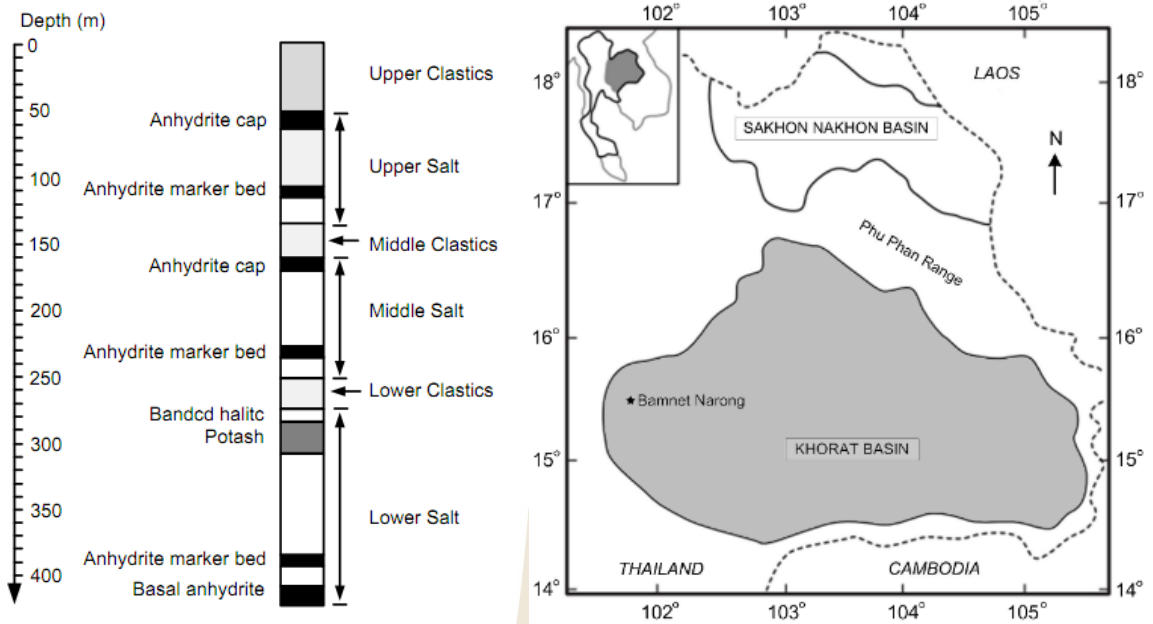 Depth (m)
0
50
100
150
200
250
300
350
400
Anhydrite cap
Anhydrite marker bed
Anhydrite cap
Anhydrite marker bed
Bandcd halitc
Potash
Anhydrite marker bed
Basal anhydrite
Upper Clastics
Upper Salt
Middle Clastics
Middle Salt
Lower Clastics
Lower Salt
102° 103° 104° 105°
18° LAOS 18°
SAKHON NAKHON BASIN
N
17° 17°
Phu Phan Range
16° 16°
Bamnet Narong
KHORAT BASIN
15° 15°
THAILAND CAMBODIA
14° 14°
102° 103° 104° 105°